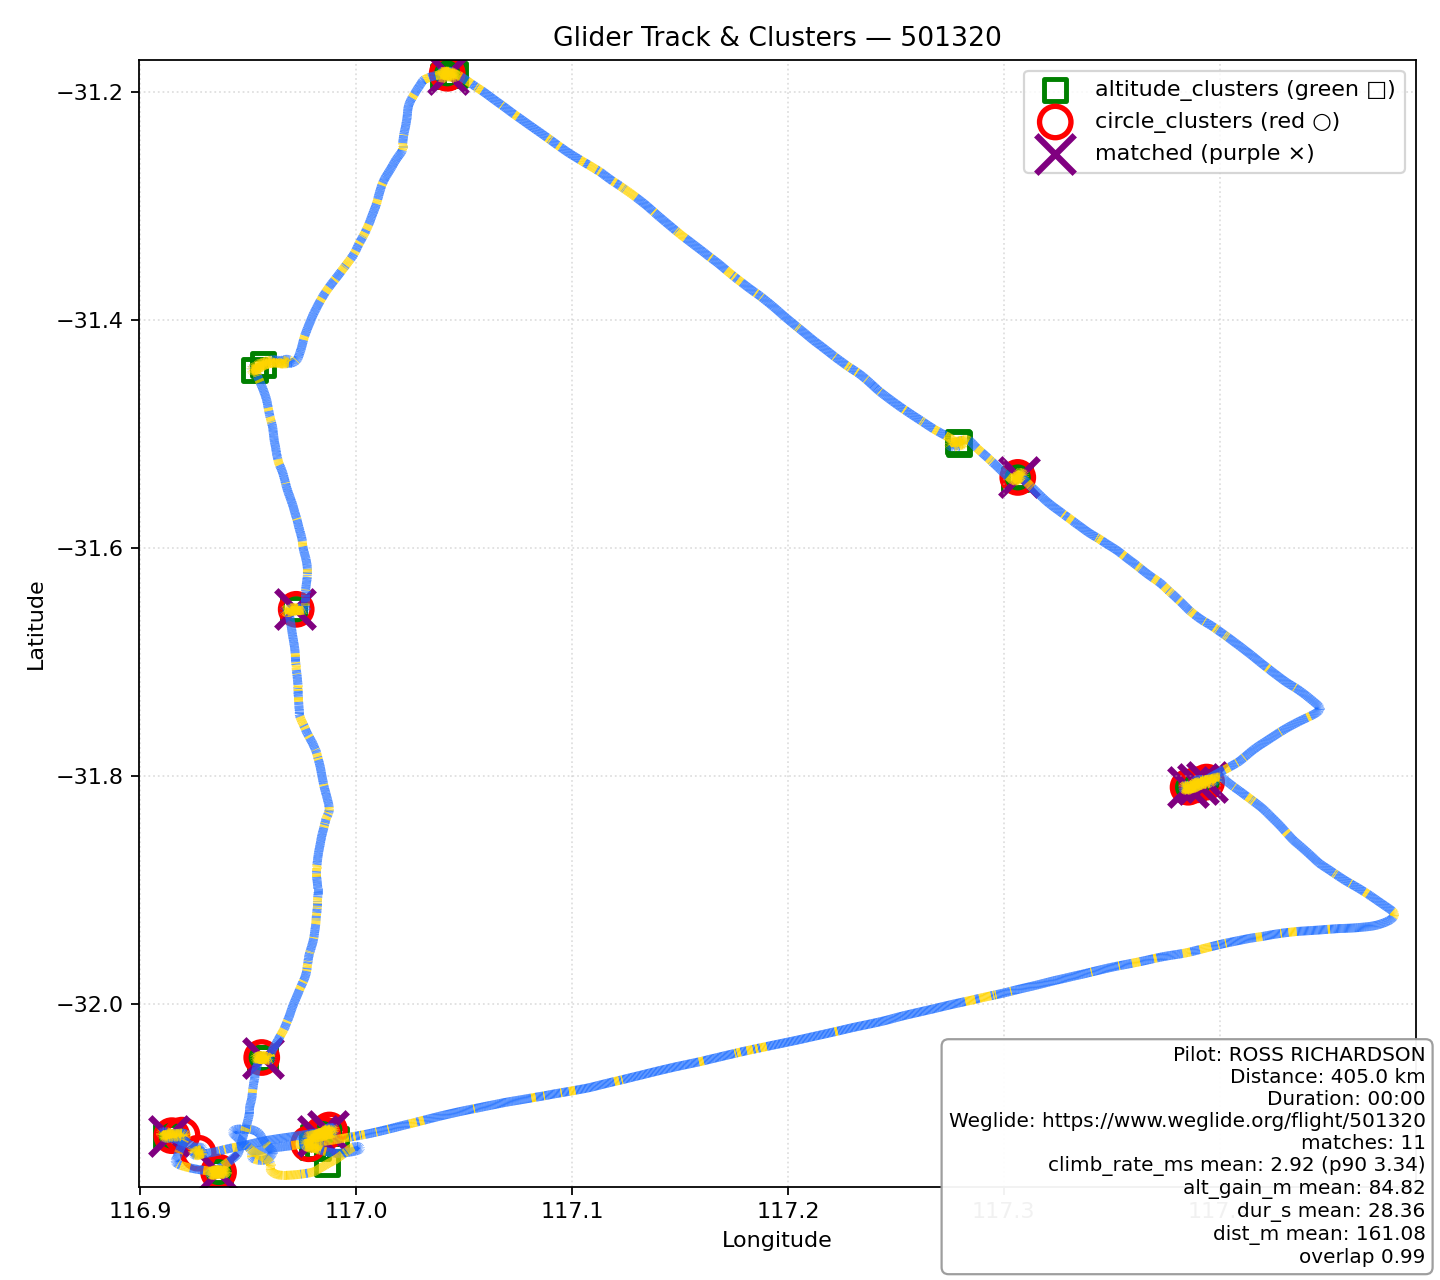 Glider Track & Clusters — 501320
altitude_clusters (green □)
circle_clusters (red ○)
matched (purple ×)
−31.2
−31.4
−31.6
−31.8
−32.0
Latitude
116.9
117.0
117.1
117.2
117.3
Longitude
Pilot: ROSS RICHARDSON
Distance: 405.0 km
Duration: 00:00
Weglide: https://www.weglide.org/flight/501320
matches: 11
climb_rate_ms mean: 2.92 (p90 3.34)
alt_gain_m mean: 84.82
dur_s mean: 28.36
dist_m mean: 161.08
overlap 0.99